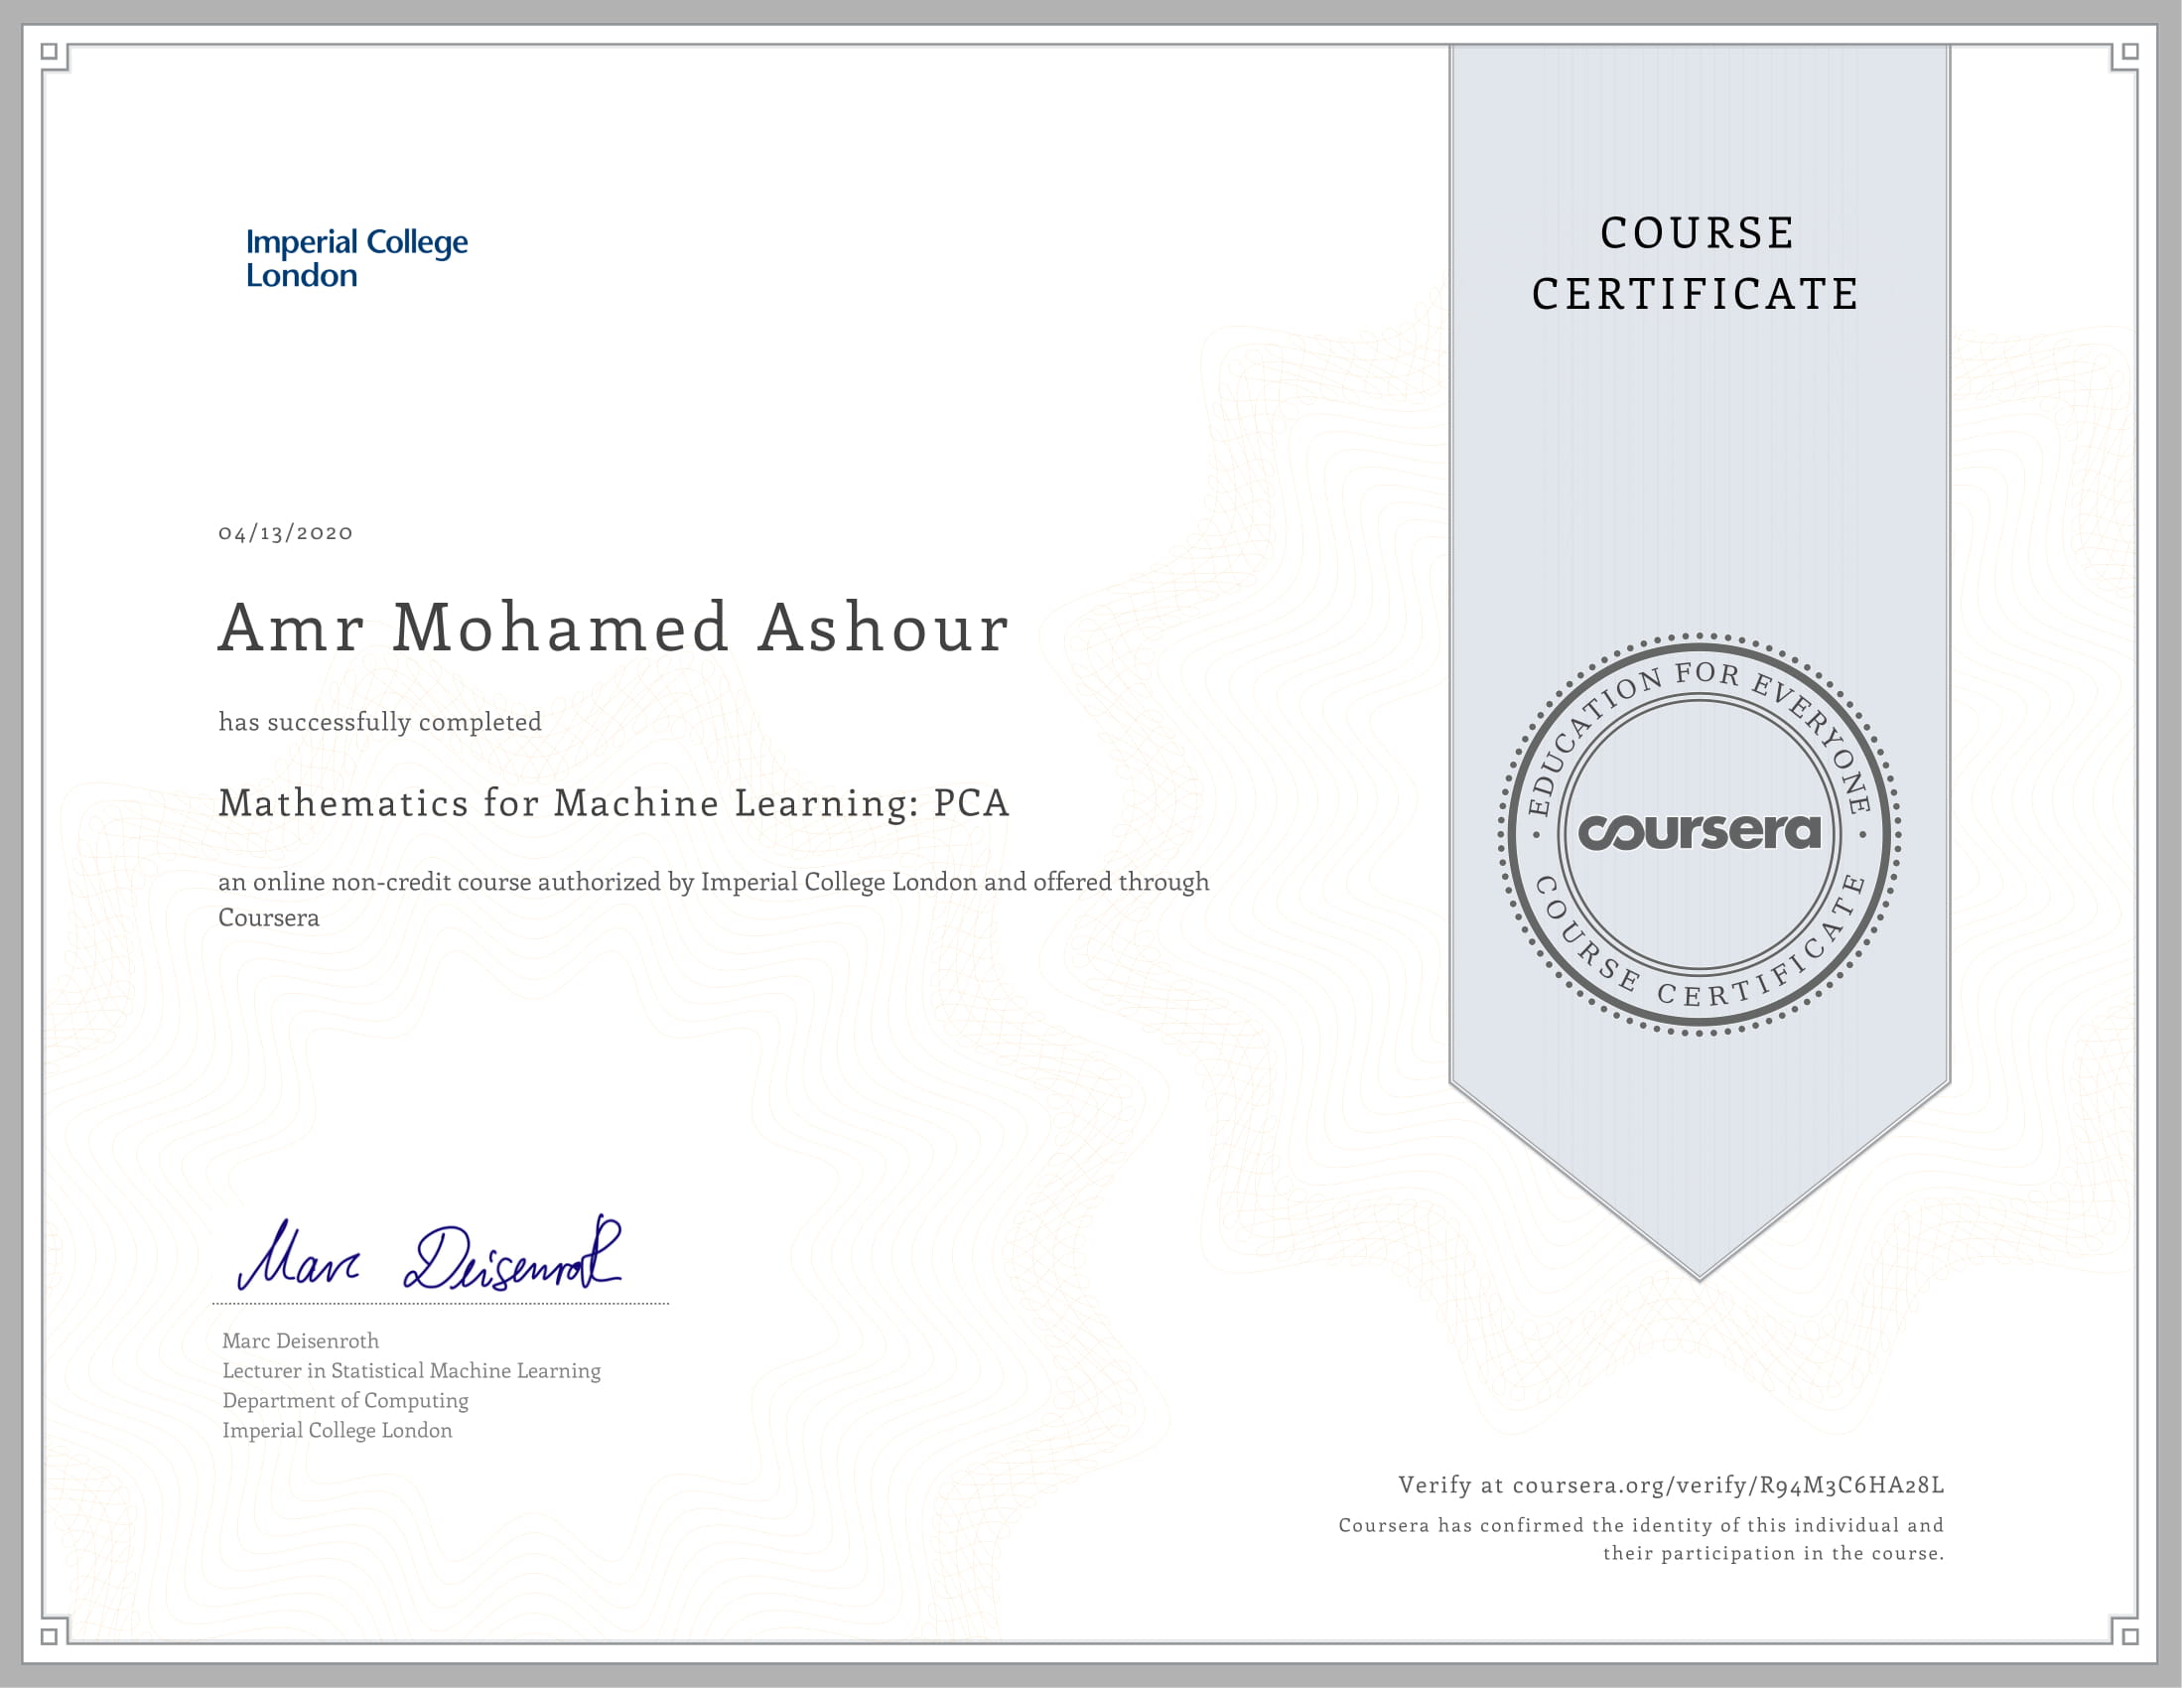 Imperial College
London
COURSE
CERTIFICATE
04/13/2020
Amr Mohamed Ashour
has successfully completed
Mathematics for Machine Learning: PCA
an online non-credit course authorized by Imperial College London and offered through
Coursera
EDUCATION FOR EVERYONE
coursera
COURSE CERTIFICATE
Marc Deisenroth
Marc Deisenroth
Lecturer in Statistical Machine Learning
Department of Computing
Imperial College London
Verify at coursera.org/verify/R94M3C6HA28L
Coursera has confirmed the identity of this individual and
their participation in the course.